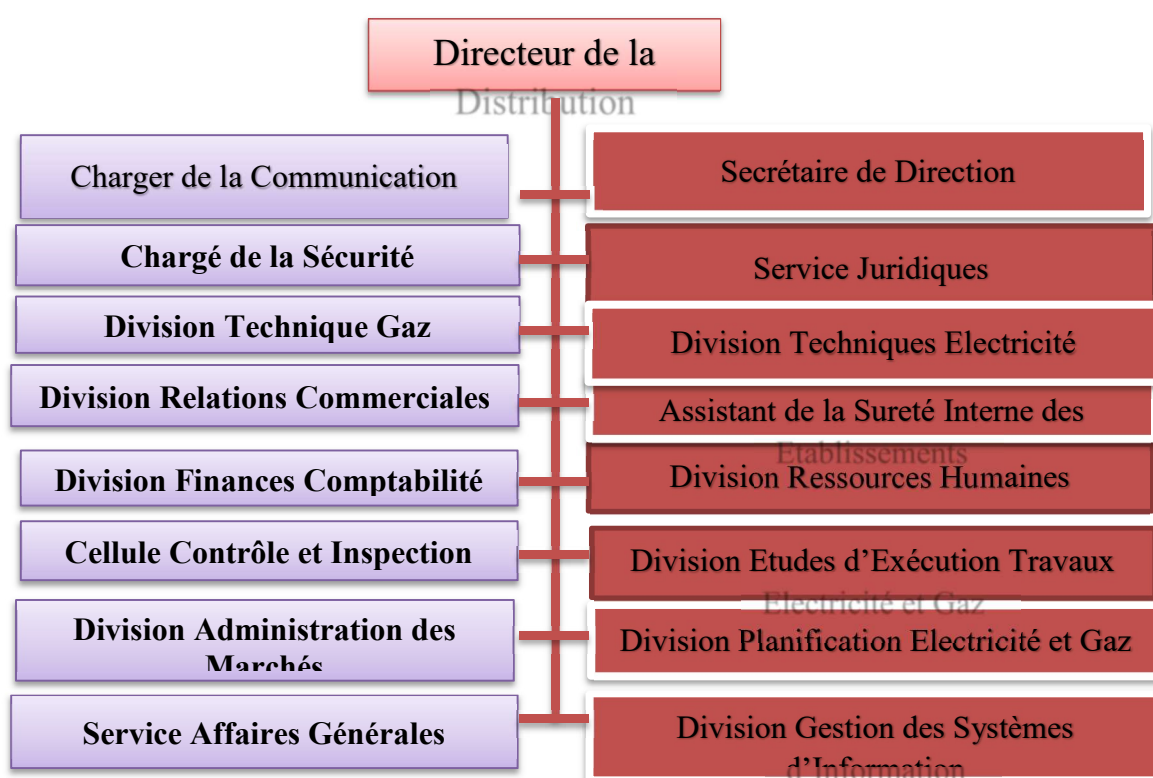 Directeur de la
Distribution
Charger de la Communication
Secrétaire de Direction
Chargé de la Sécurité
Service Juridiques
Division Technique Gaz
Division Techniques Electricité
Division Relations Commerciales
Assistant de la Sureté Interne des
Etablissements
Division Finances Comptabilité
Division Ressources Humaines
Cellule Contrôle et Inspection
Division Etudes d’Exécution Travaux
Electricité et Gaz
Division Administration des
Marchés
Division Planification Electricité et Gaz
Service Affaires Générales
Division Gestion des Systèmes
d’Information